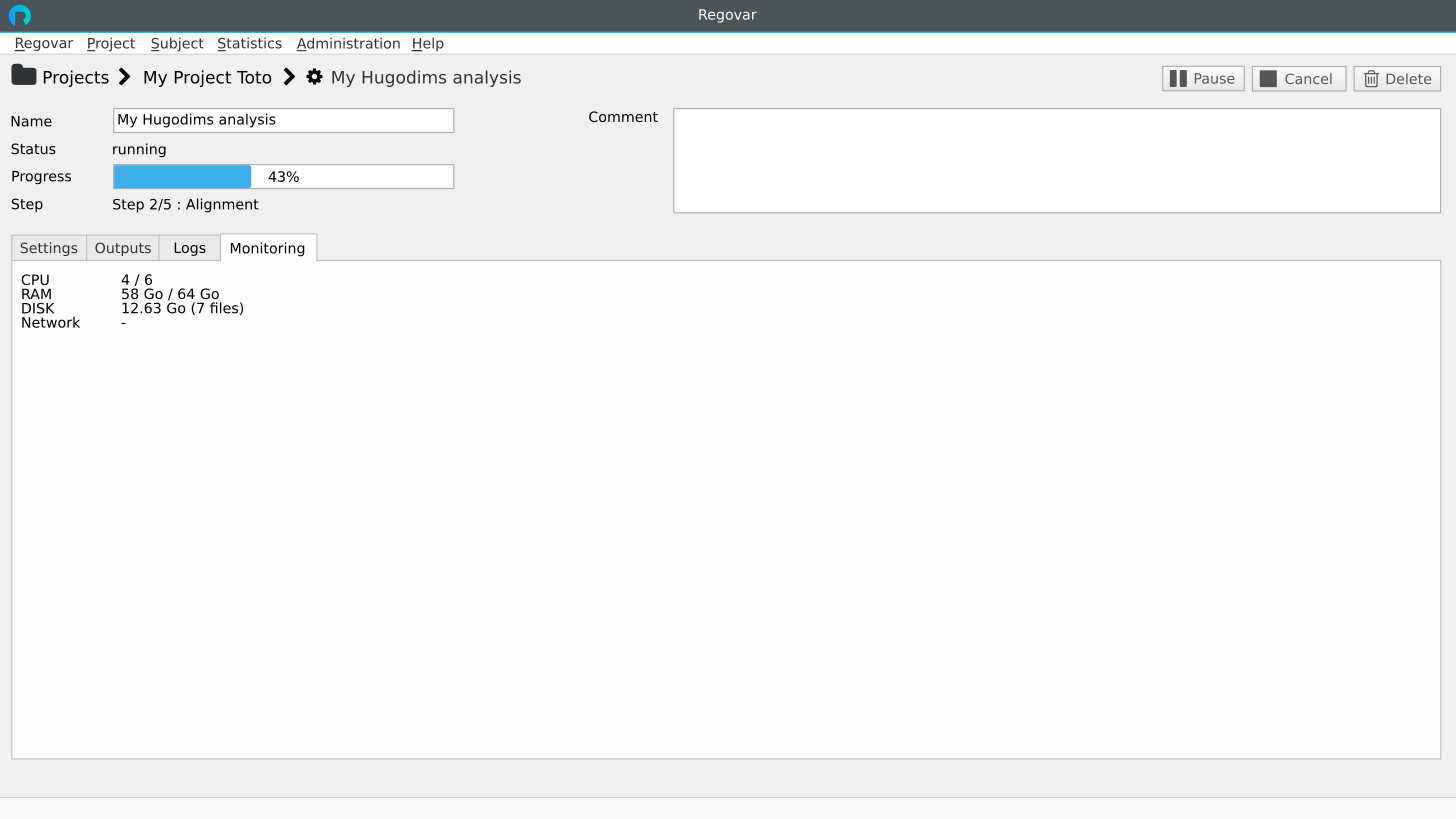 Regovar
Regovar Project Subject Statistics Administration Help
Projects My Project Toto My Hugodims analysis
Pause Cancel Delete
Name My Hugodims analysis
Comment
Status running
Progress 43%
Step Step 2/5 : Alignment
Settings Outputs Logs Monitoring
CPU 4 / 6
RAM 58 Go / 64 Go
DISK 12.63 Go (7 files)
Network -